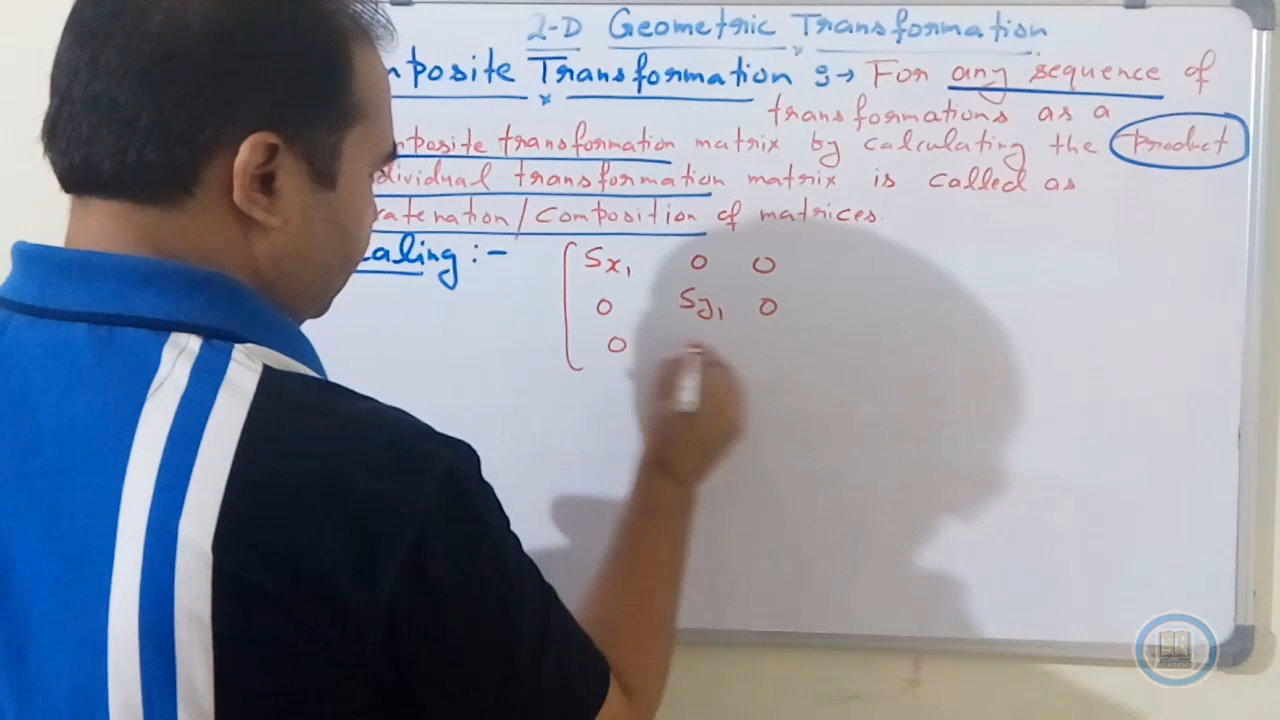 2-D Geometric Transformation
Transformation :→ For any sequence of
transformations as a
transformation matrix by calculating the product
transformation matrix is called as
/composition of matrices.
:-
Sx1 0 0
0 Sy1 0
0